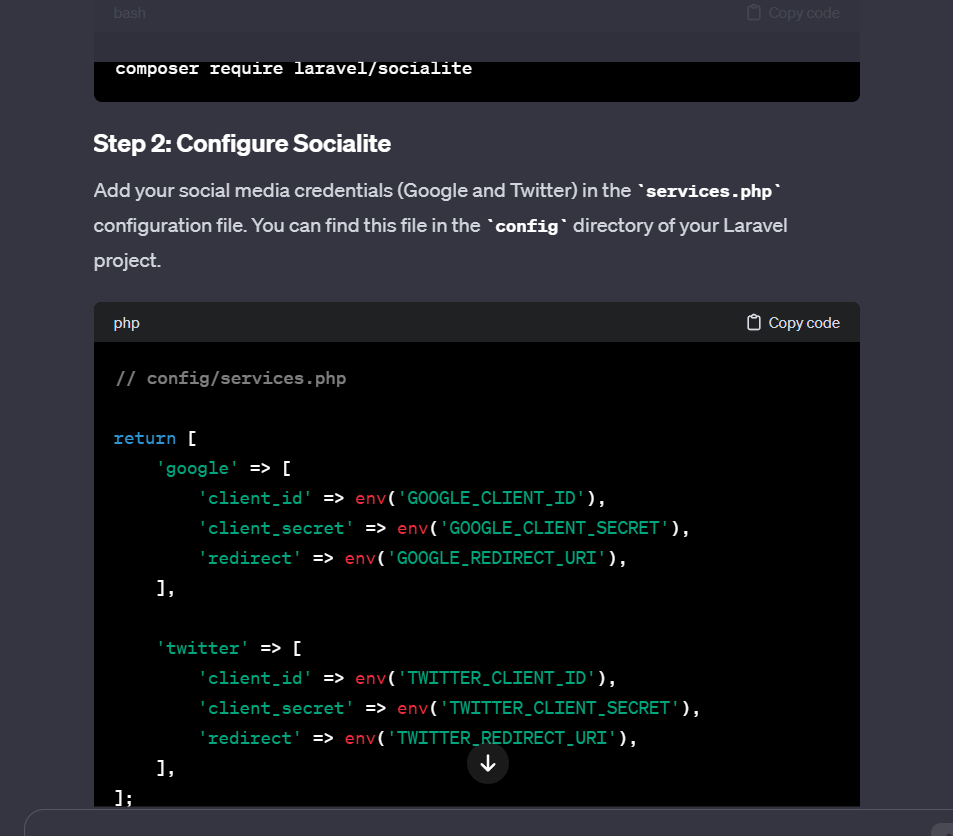 bash
Copy code
composer require laravel/socialite
Step 2: Configure Socialite
Add your social media credentials (Google and Twitter) in the `services.php`
configuration file. You can find this file in the `config` directory of your Laravel
project.
php
Copy code
// config/services.php
return [
'google' => [
'client_id' => env('GOOGLE_CLIENT_ID'),
'client_secret' => env('GOOGLE_CLIENT_SECRET'),
'redirect' => env('GOOGLE_REDIRECT_URI'),
],
'twitter' => [
'client_id' => env('TWITTER_CLIENT_ID'),
'client_secret' => env('TWITTER_CLIENT_SECRET'),
'redirect' => env('TWITTER_REDIRECT_URI'),
],
];